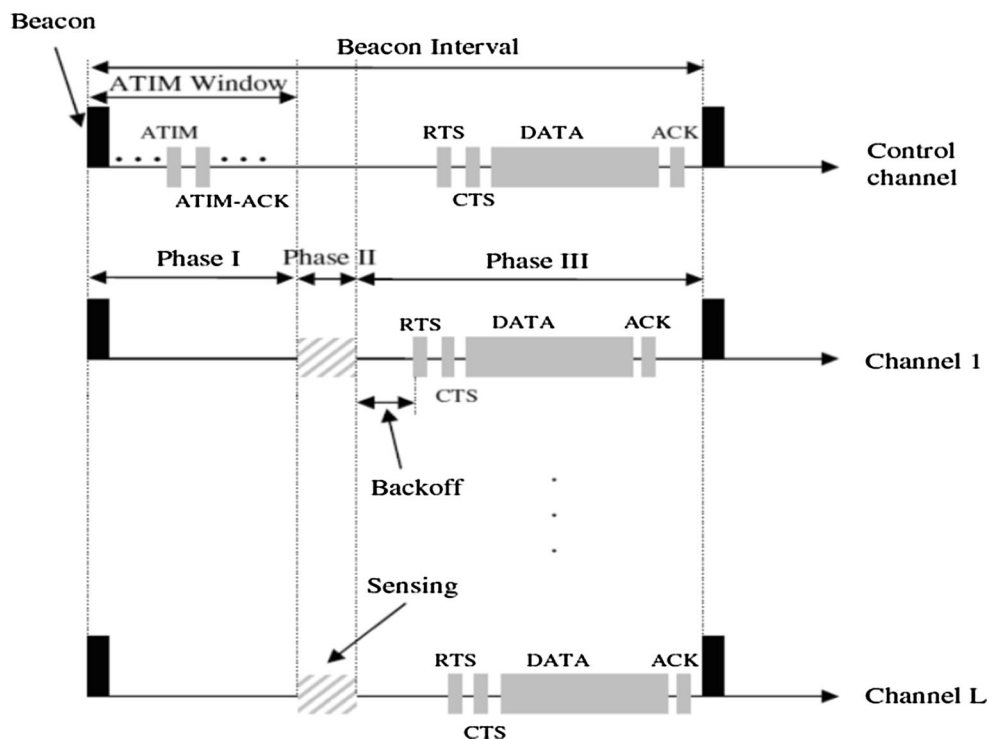 Beacon
Beacon Interval
ATIM Window
ATIM
ATIM-ACK
RTS
CTS
DATA
ACK
Control
channel
Phase I
Phase II
Phase III
RTS
CTS
DATA
ACK
Channel 1
Backoff
Sensing
RTS
CTS
DATA
ACK
Channel L